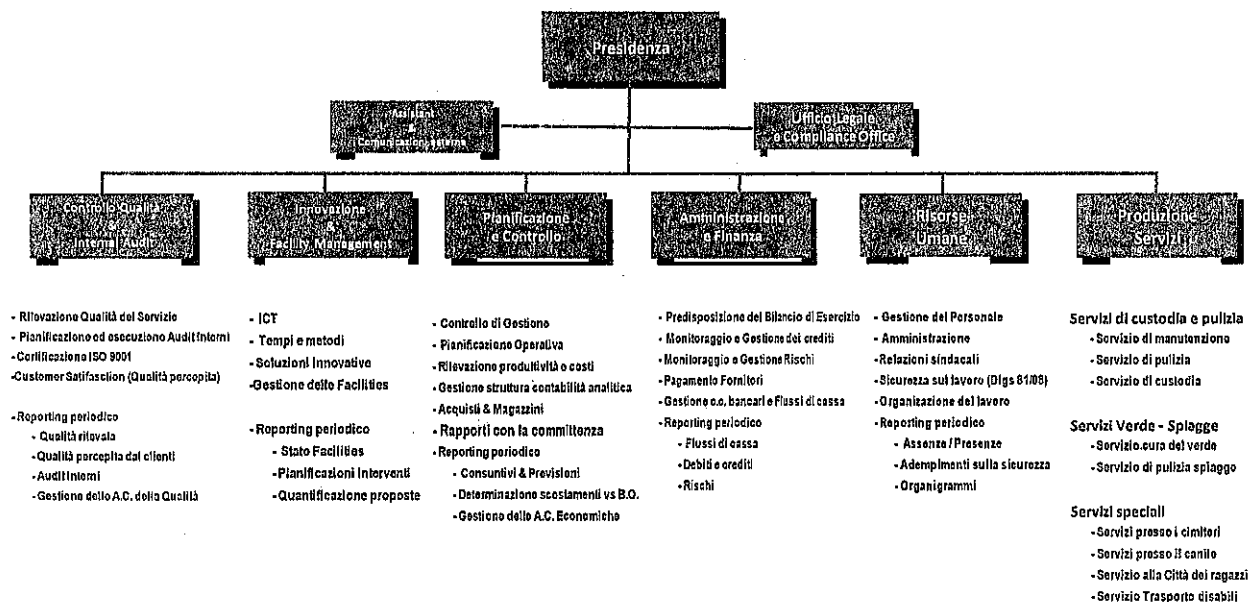 Presidenza
Assistant
&
Comunicazioni esterne
Ufficio Legale
e Compliance Office
Controllo Qualità
&
Internal Audit
Innovazione
&
Facility Management
Pianificazione
e Controllo
Amministrazione
e Finanza
Risorse
Umane
Produzione
Servizi
- Rilevazione Qualità del Servizio
- Pianificazione ed esecuzione Audit Interni
- Certificazione ISO 9001
-Customer Satifasction (Qualità percepita)
-Reporting periodico
- Qualità rilevata
- Qualità percepita dai clienti
- Audit Interni
- Gestione delle A.C. della Qualità
- ICT
- Tempi e metodi
- Soluzioni Innovative
-Gestione delle Facilities
-Reporting periodico
- Stato Facilities
-Pianificazioni Interventi
-Quantificazione proposte
- Controllo di Gestione
- Pianificazione Operativa
- Rilevazione produtività e costi
- Gestione struttura contabilità analitica
- Acquisti & Magazzini
- Rapporti con la committenza
- Reporting periodico
- Consuntivi & Previsioni
- Determinazione scostamenti vs B.O.
- Gestione delle A.C. Economiche
- Predisposizione del Bilancio di Esercizio
- Monitoraggio e Gestione dei crediti
- Monitoraggio e Gestione Rischi
- Pagamento Fornitori
- Gestione c.c. bancari e Flussi di cassa
- Reporting periodico
- Flussi di cassa
-Debiti e crediti
-Rischi
- Gestione del Personale
- Amministrazione
- Relazioni sindacali
-Sicurezza sul lavoro (Dlgs 81/08)
- Organizzazione del lavoro
- Reporting periodico
- Assenze / Presenze
- Adempimenti sulla sicurezza
- Organigrammi
Servizi di custodia e pulizia
- Servizio di manutenzione
- Servizio di pulizia
- Servizio di custodia
Servizi Verde - Spiagge
- Servizio cura del verde
- Servizio di pulizia spiagge
Servizi speciali
- Servizi presso i cimiteri
- Servizi presso il canile
- Servizio alla Città dei ragazzi
- Servizio Trasporto disabili